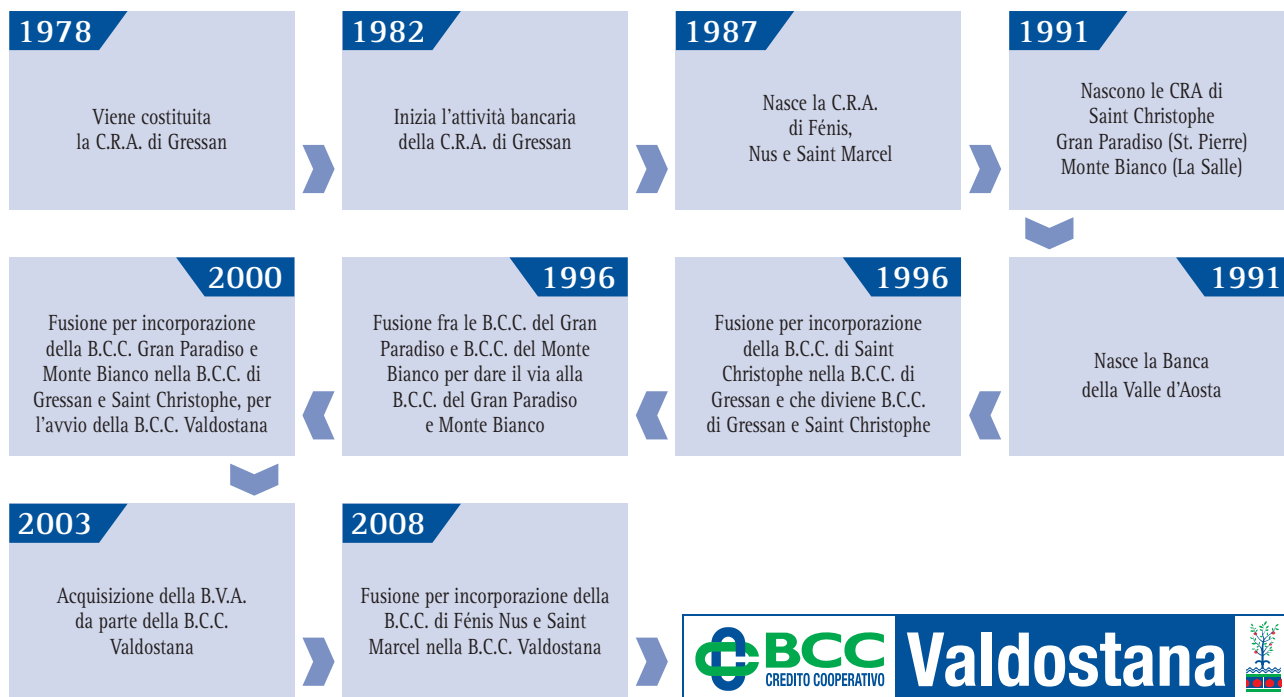 1978
Viene costituita
la C.R.A. di Gressan
1982
Inizia l'attività bancaria
della C.R.A. di Gressan
1987
Nasce la C.R.A.
di Fénis,
Nus e Saint Marcel
1991
Nascono le CRA di
Saint Christophe
Gran Paradiso (St. Pierre)
Monte Bianco (La Salle)
1991
Nasce la Banca
della Valle d'Aosta
1996
Fusione per incorporazione
della B.C.C. di Saint
Christophe nella B.C.C. di
Gressan e che diviene B.C.C.
di Gressan e Saint Christophe
1996
Fusione fra le B.C.C. del Gran
Paradiso e B.C.C. del Monte
Bianco per dare il via alla
B.C.C. del Gran Paradiso
e Monte Bianco
2000
Fusione per incorporazione
della B.C.C. Gran Paradiso e
Monte Bianco nella B.C.C. di
Gressan e Saint Christophe, per
l'avvio della B.C.C. Valdostana
2003
Acquisizione della B.V.A.
da parte della B.C.C.
Valdostana
2008
Fusione per incorporazione della
B.C.C. di Fénis Nus e Saint
Marcel nella B.C.C. Valdostana
BCC
CREDITO COOPERATIVO
Valdostana